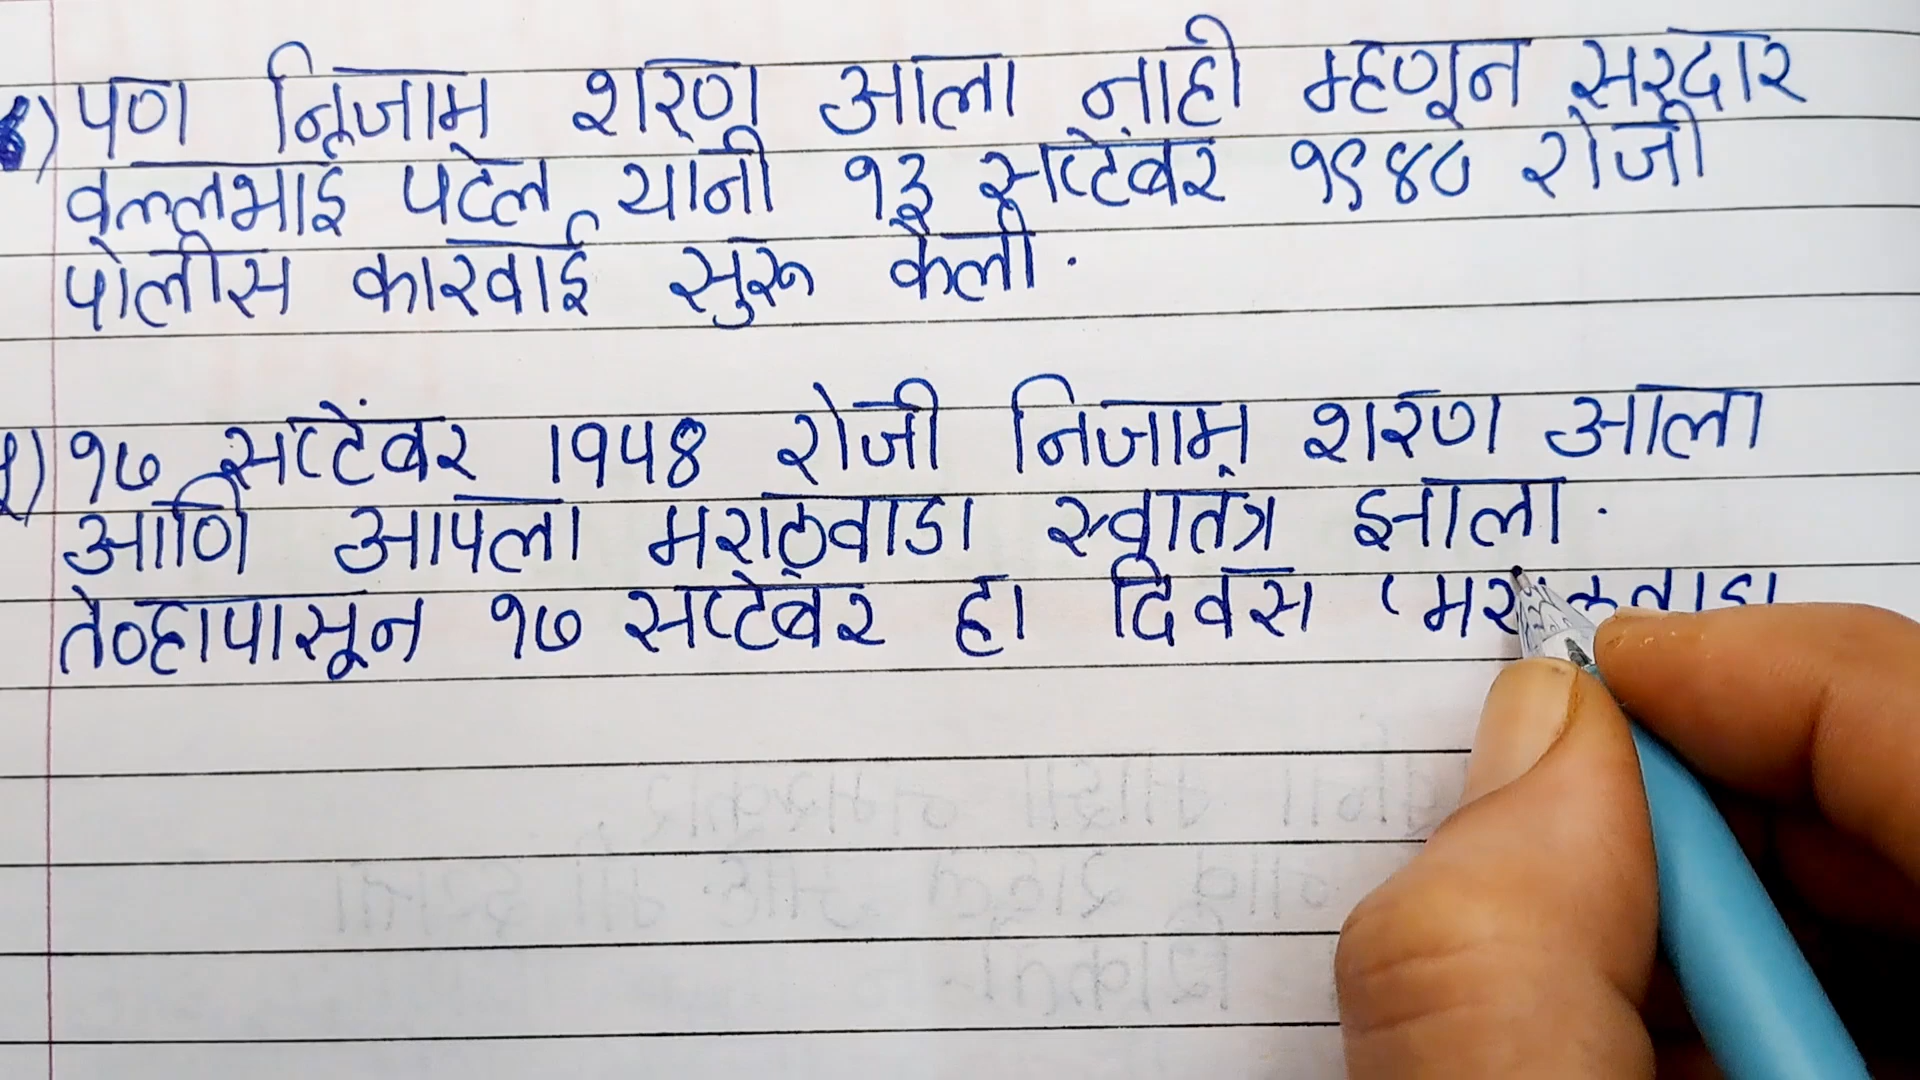 ८) पण निजाम शरण आला नाही म्हणून सरदार
वल्लभाई पटेल यांनी १३ सप्टेंबर १९४८ रोजी
पोलीस कारवाई सुरू केली.
१७ सप्टेंबर 1948 रोजी निजाम शरण आला
आणि आपला मराठवाडा स्वातंत्र झाला.
तेव्हापासून १७ सप्टेंबर हा दिवस